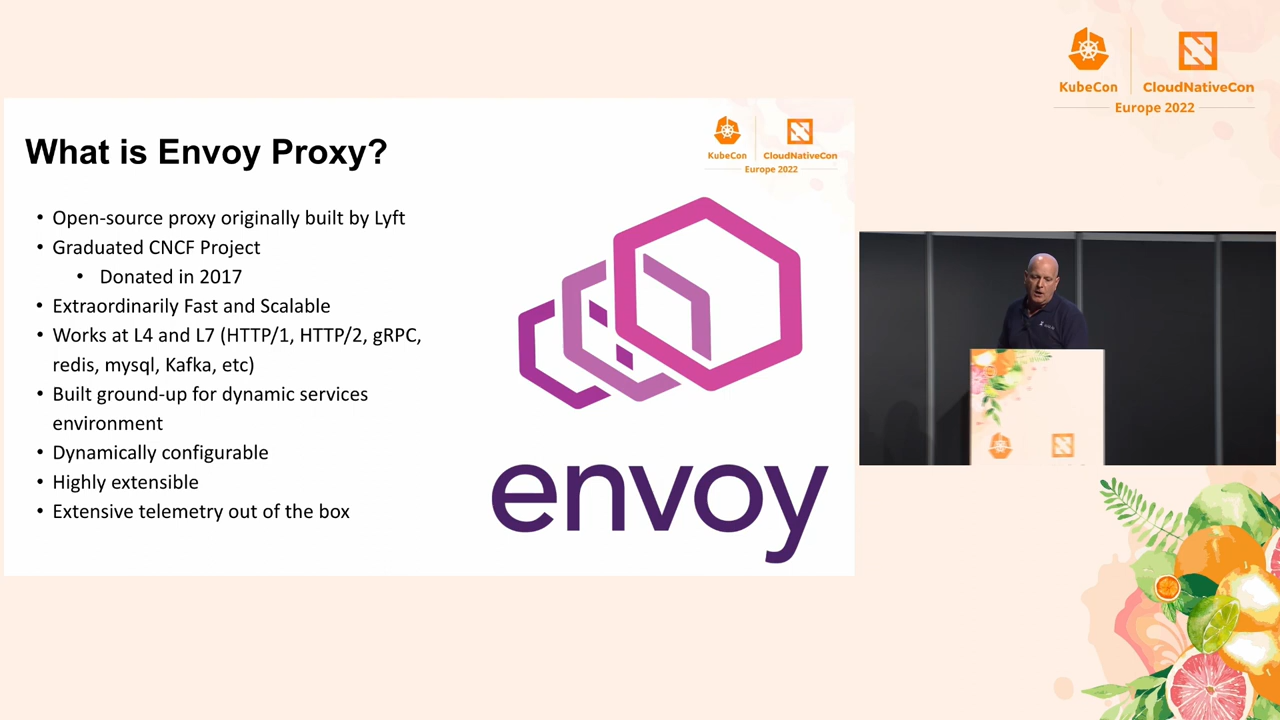 KubeCon
CloudNativeCon
Europe 2022
What is Envoy Proxy?
KubeCon
CloudNativeCon
Europe 2022
• Open-source proxy originally built by Lyft
• Graduated CNCF Project
• Donated in 2017
• Extraordinarily Fast and Scalable
• Works at L4 and L7 (HTTP/1, HTTP/2, gRPC,
redis, mysql, Kafka, etc)
• Built ground-up for dynamic services
environment
• Dynamically configurable
• Highly extensible
• Extensive telemetry out of the box
envoy